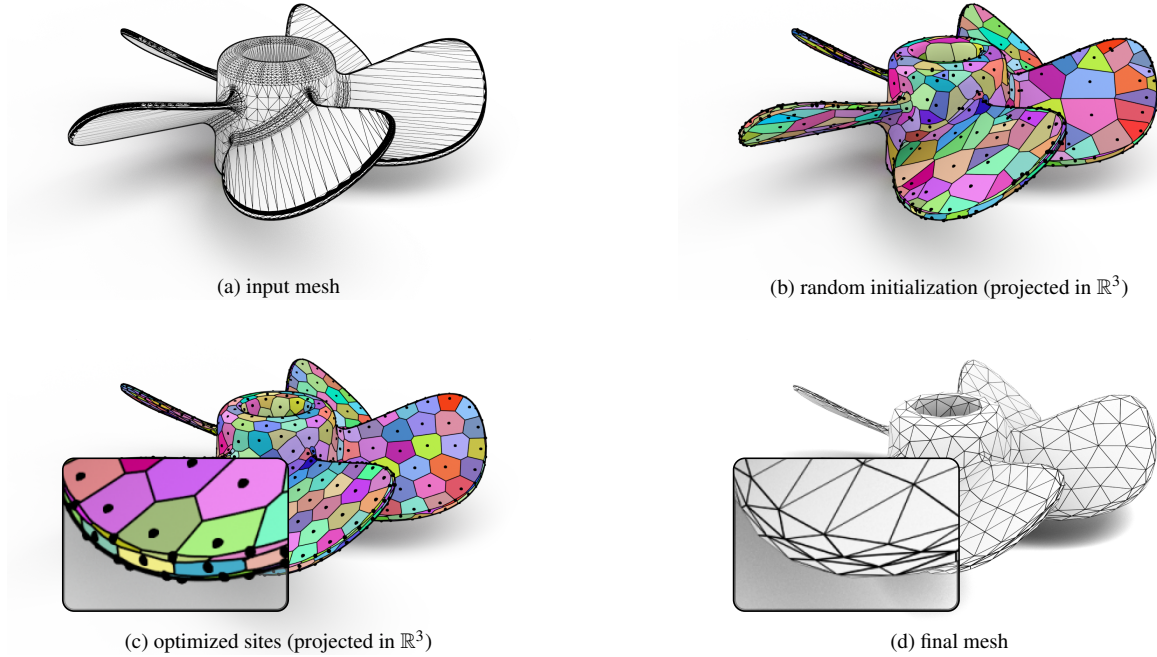 (a) input mesh
(b) random initialization (projected in ℝ³)
(c) optimized sites (projected in ℝ³)
(d) final mesh